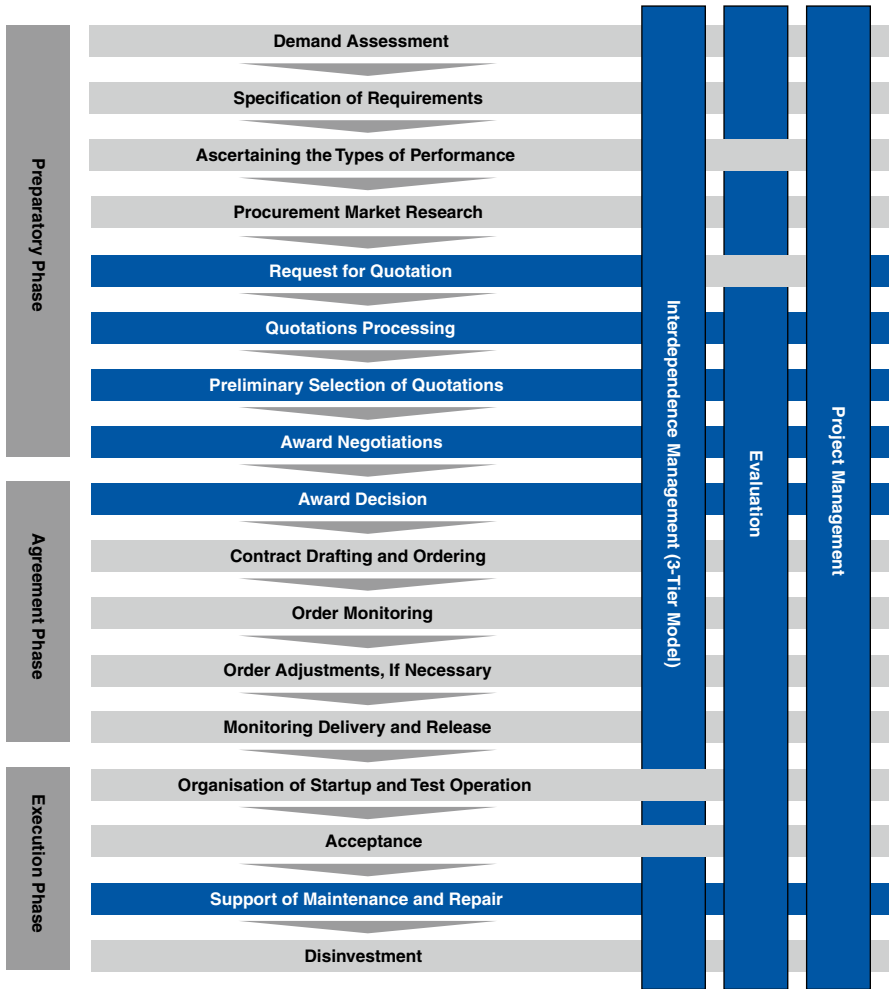 Preparatory Phase
Demand Assessment
Specification of Requirements
Ascertaining the Types of Performance
Procurement Market Research
Request for Quotation
Quotations Processing
Preliminary Selection of Quotations
Award Negotiations
Agreement Phase
Award Decision
Contract Drafting and Ordering
Order Monitoring
Order Adjustments, If Necessary
Monitoring Delivery and Release
Execution Phase
Organisation of Startup and Test Operation
Acceptance
Support of Maintenance and Repair
Disinvestment
Interdependence Management (3-Tier Model)
Evaluation
Project Management